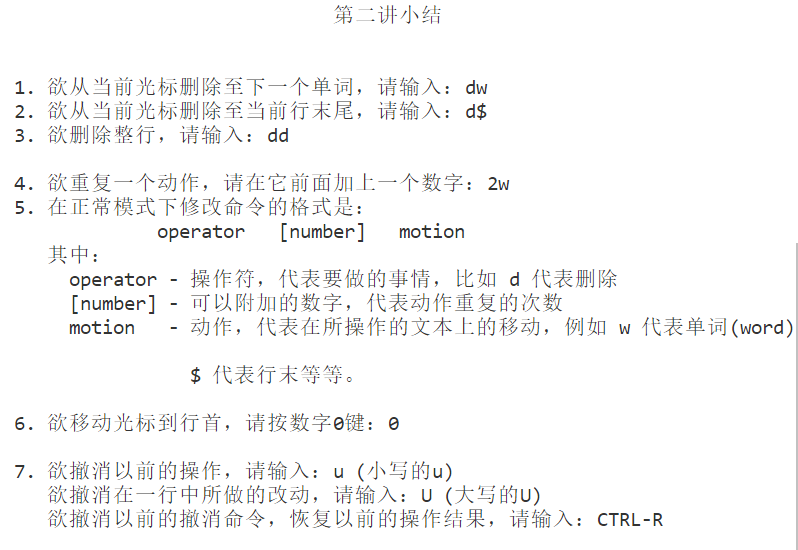 第二讲小结
1. 欲从当前光标删除至下一个单词，请输入：dw
2. 欲从当前光标删除至当前行末尾，请输入：d$
3. 欲删除整行，请输入：dd
4. 欲重复一个动作，请在它前面加上一个数字：2w
5. 在正常模式下修改命令的格式是：
operator [number] motion
其中：
operator - 操作符，代表要做的事情，比如 d 代表删除
[number] - 可以附加的数字，代表动作重复的次数
motion - 动作，代表在所操作的文本上的移动，例如 w 代表单词(word)
$ 代表行末等等。
6. 欲移动光标到行首，请按数字0键：0
7. 欲撤消以前的操作，请输入：u (小写的u)
欲撤消在一行中所做的改动，请输入：U (大写的U)
欲撤消以前的撤消命令，恢复以前的操作结果，请输入：CTRL-R